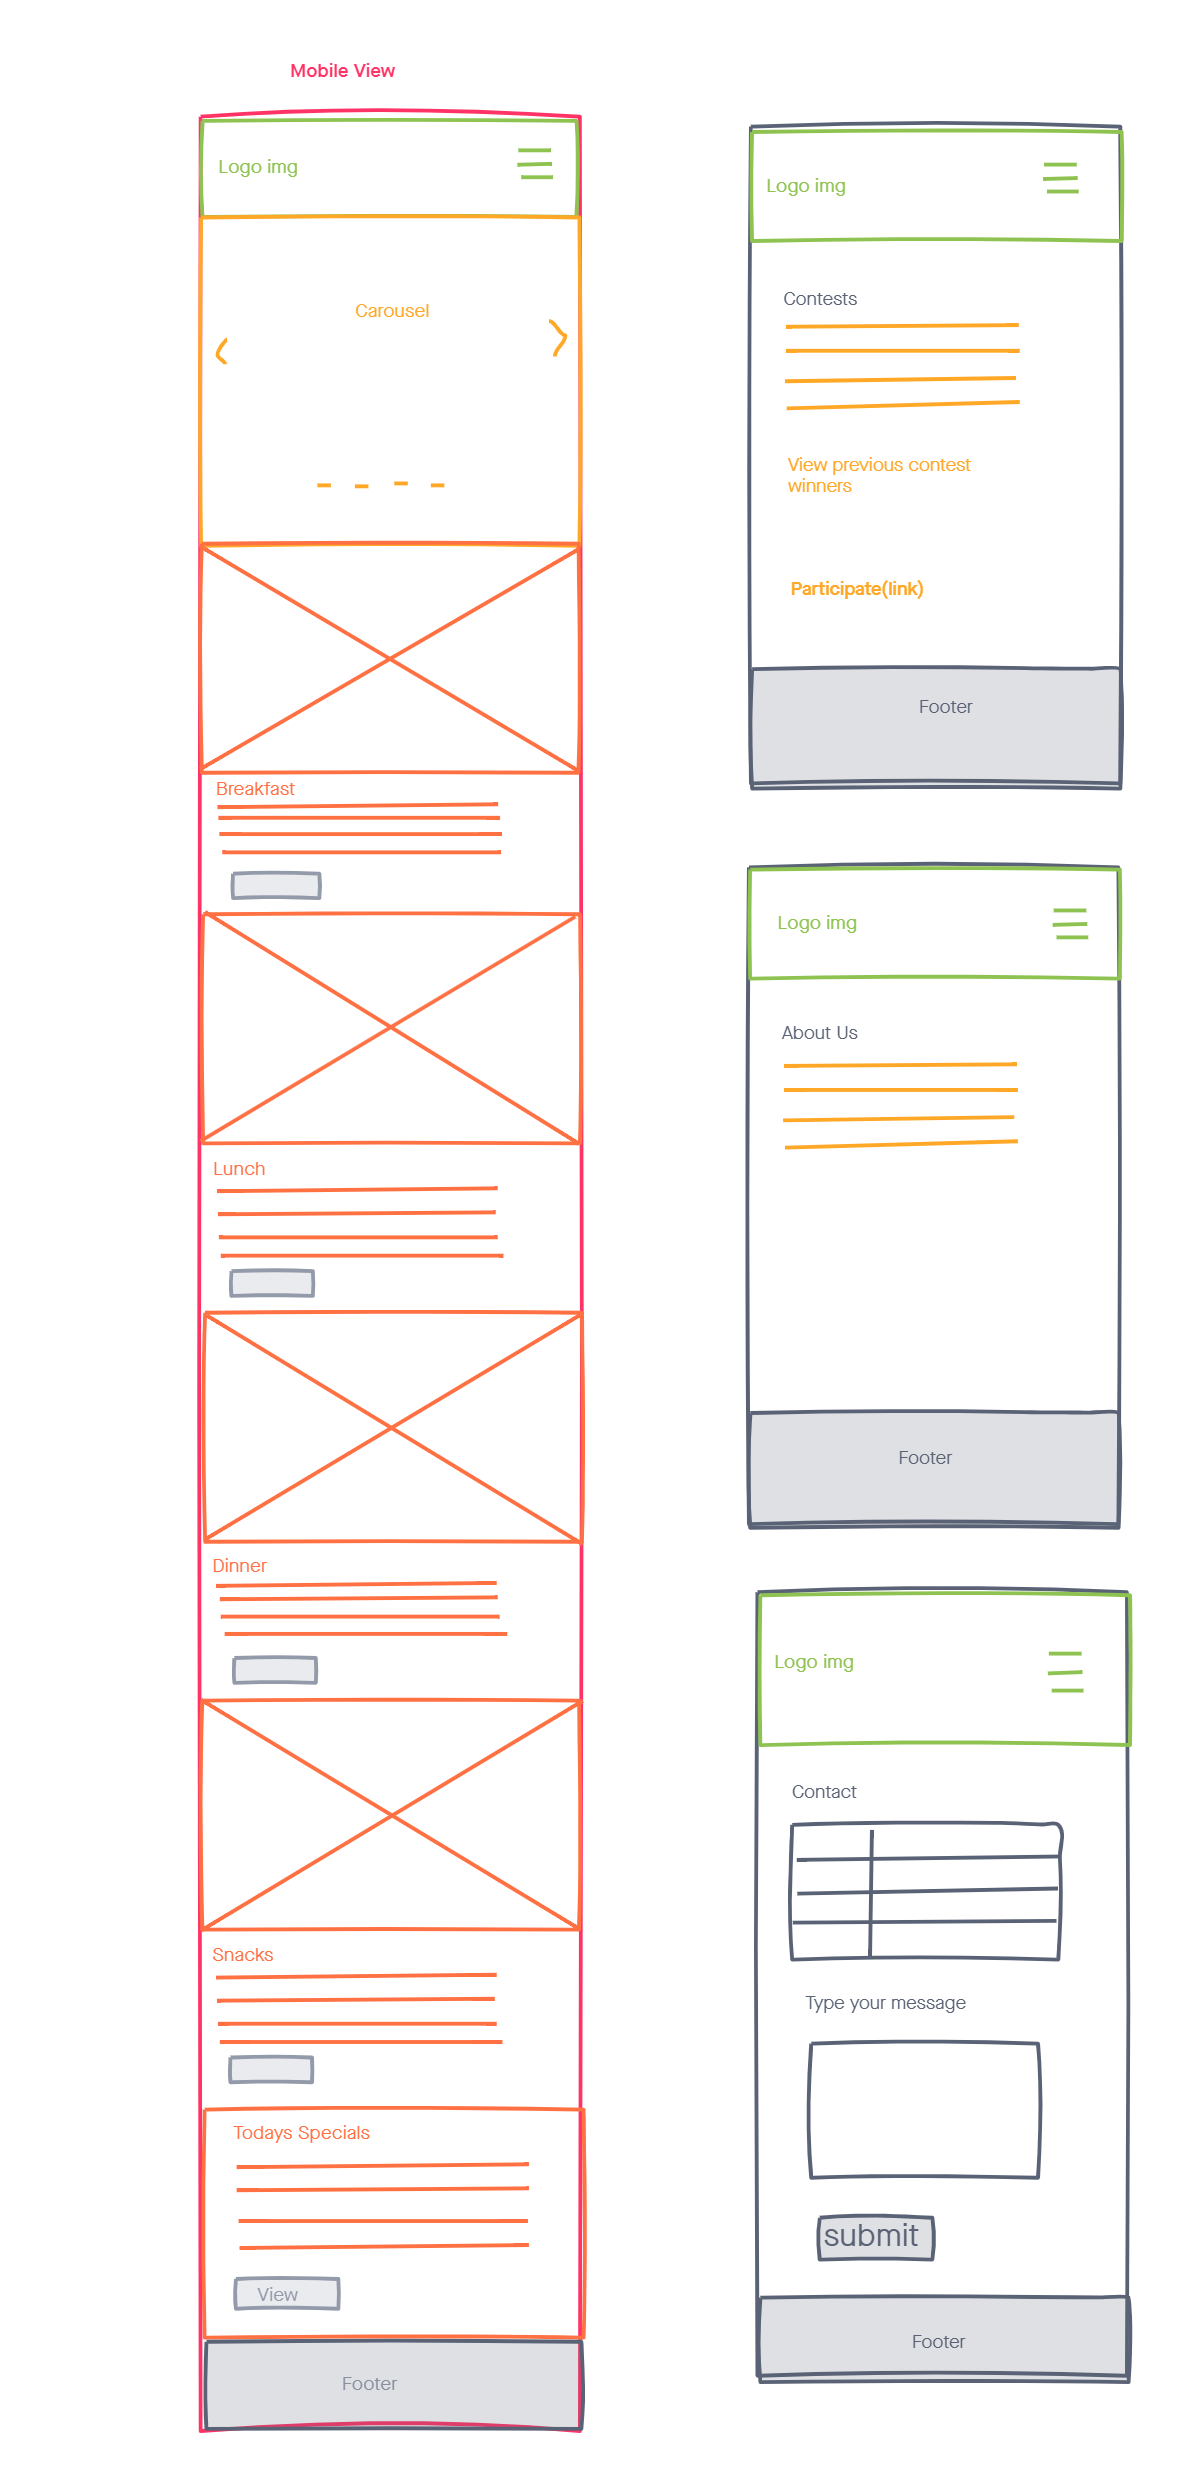 Mobile View
Logo img
Carousel
Breakfast
Lunch
Dinner
Snacks
Todays Specials
View
Footer
Logo img
Contests
View previous contest
winners
Participate(link)
Footer
Logo img
About Us
Footer
Logo img
Contact
Type your message
submit
Footer